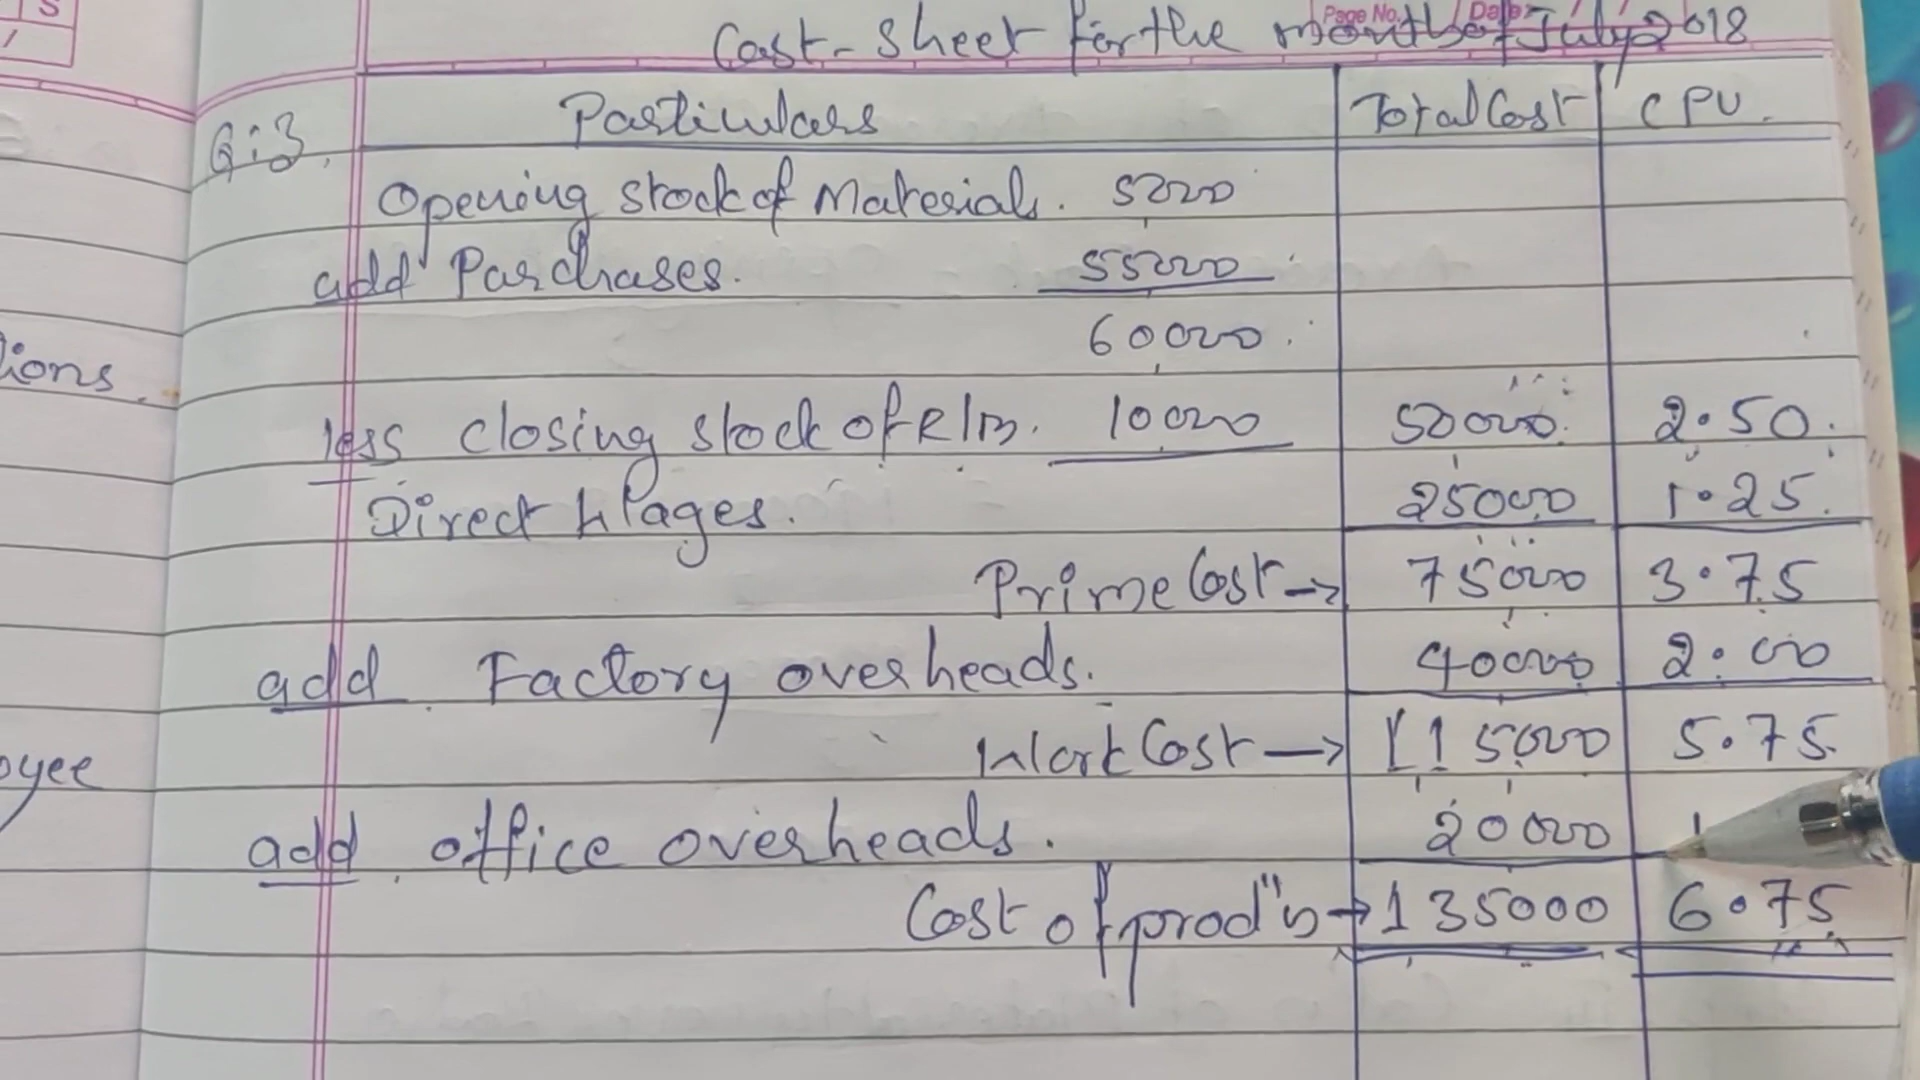 S
Page No. Date
Cost-Sheet for the month of July 2018
Q:3. Particulars Total Cost CPU.
Opening stock of Materials. 5000
add Purchases. 55000
60000
less closing stock of R/m. 10000 50000 2.50.
Direct Wages. 25000 1.25.
Prime Cost → 75000 3.75
add Factory overheads. 40000 2.00
Work Cost → 115000 5.75
add office overheads. 20000 1
Cost of prod"n → 135000 6.75